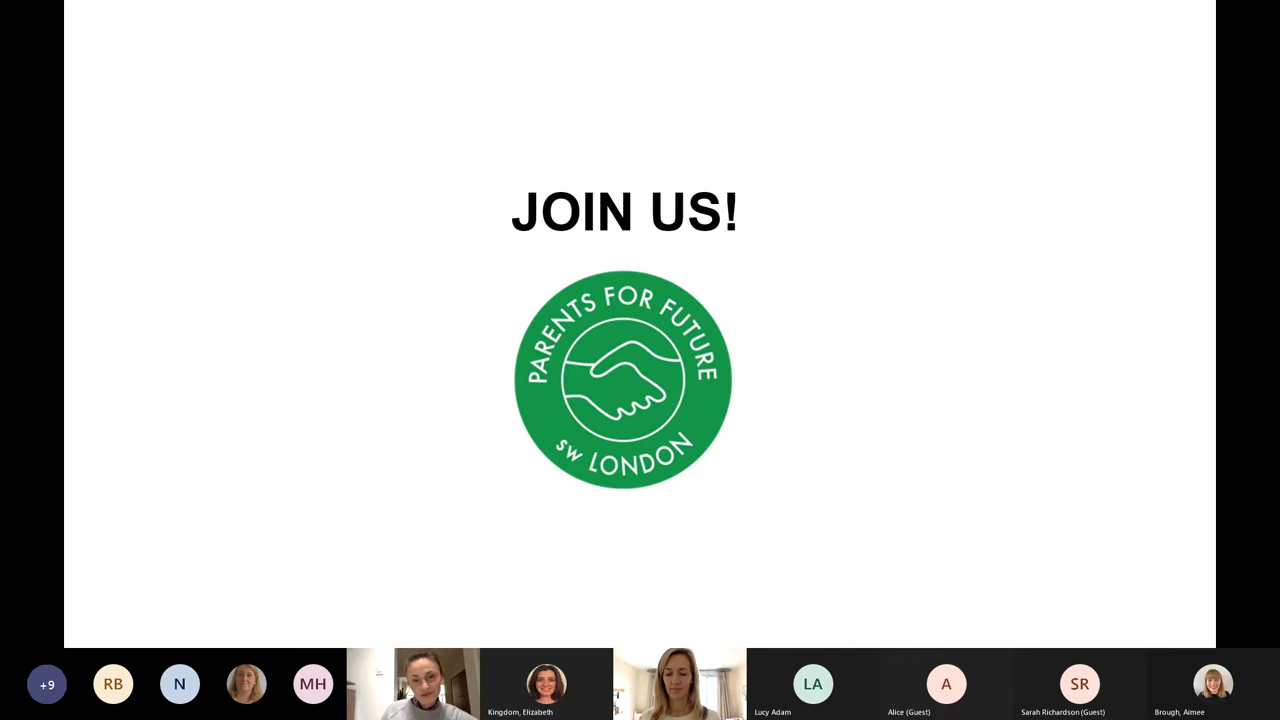 JOIN US!
PARENTS FOR FUTURE
SW LONDON
+9
RB
N
MH
Kingdom, Elizabeth
LA
Lucy Adam
A
Alice (Guest)
SR
Sarah Richardson (Guest)
Brough, Aimee